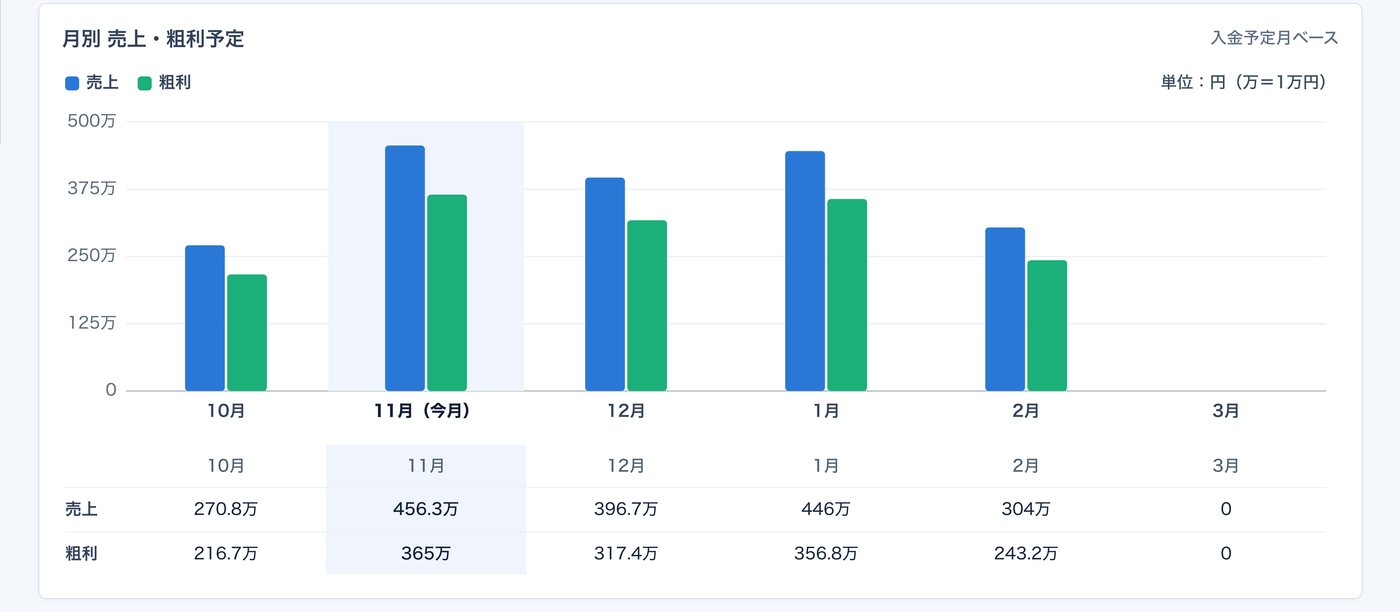 月別 売上・粗利予定
入金予定月ベース
売上 粗利
単位：円（万＝1万円）
500万
375万
250万
125万
0
10月 11月（今月） 12月 1月 2月 3月
10月 11月 12月 1月 2月 3月
売上 270.8万 456.3万 396.7万 446万 304万 0
粗利 216.7万 365万 317.4万 356.8万 243.2万 0